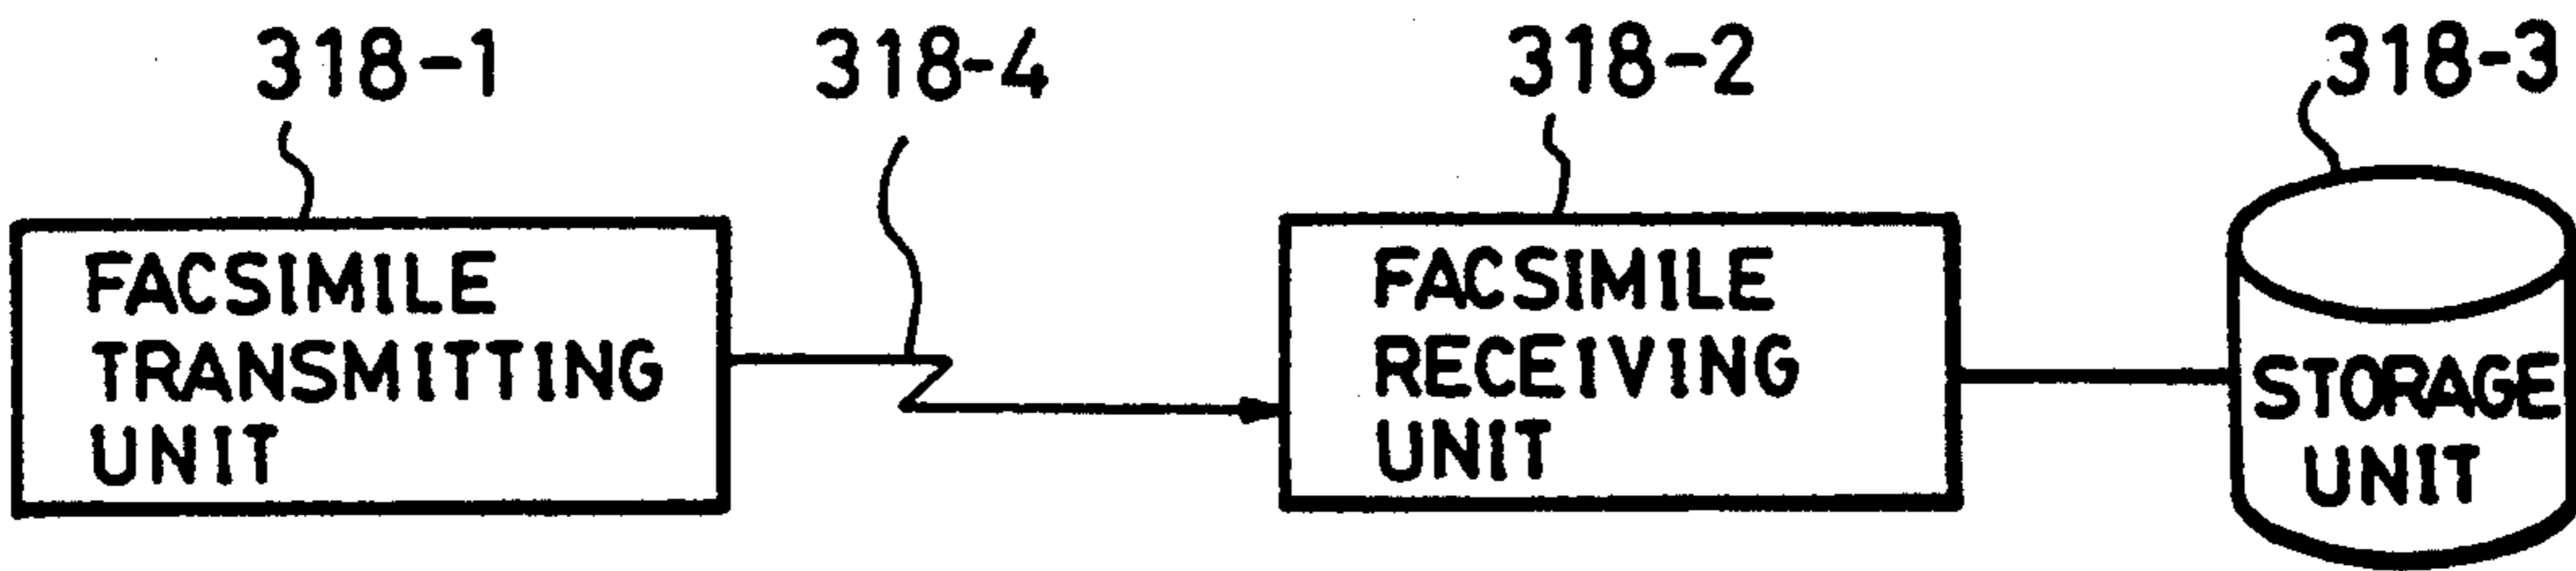 318-1
318-4
318-2
318-3
FACSIMILE
TRANSMITTING
UNIT
FACSIMILE
RECEIVING
UNIT
STORAGE
UNIT